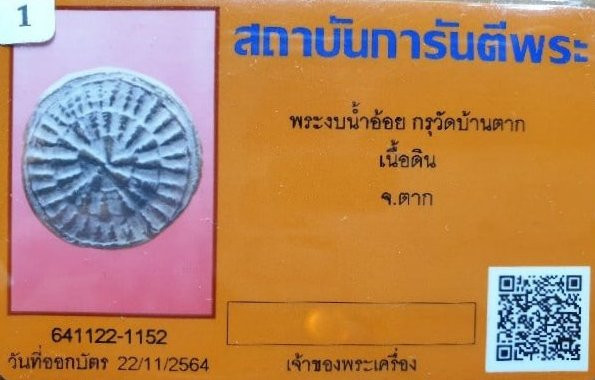 1
สถาบันการันตีพระ
พระงบน้ำอ้อย กรุวัดบ้านตาก
เนื้อดิน
จ.ตาก
641122-1152
วันที่ออกบัตร 22/11/2564
เจ้าของพระเครื่อง